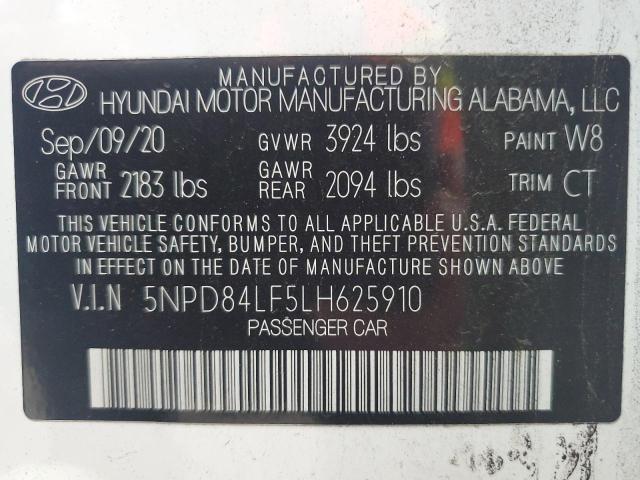 MANUFACTURED BY
HYUNDAI MOTOR MANUFACTURING ALABAMA, LLC
Sep/09/20 GVWR 3924 lbs PAINT W8
GAWR FRONT 2183 lbs GAWR REAR 2094 lbs TRIM CT
THIS VEHICLE CONFORMS TO ALL APPLICABLE U.S.A. FEDERAL
MOTOR VEHICLE SAFETY, BUMPER, AND THEFT PREVENTION STANDARDS
IN EFFECT ON THE DATE OF MANUFACTURE SHOWN ABOVE.
V.I.N 5NPD84LF5LH625910
PASSENGER CAR